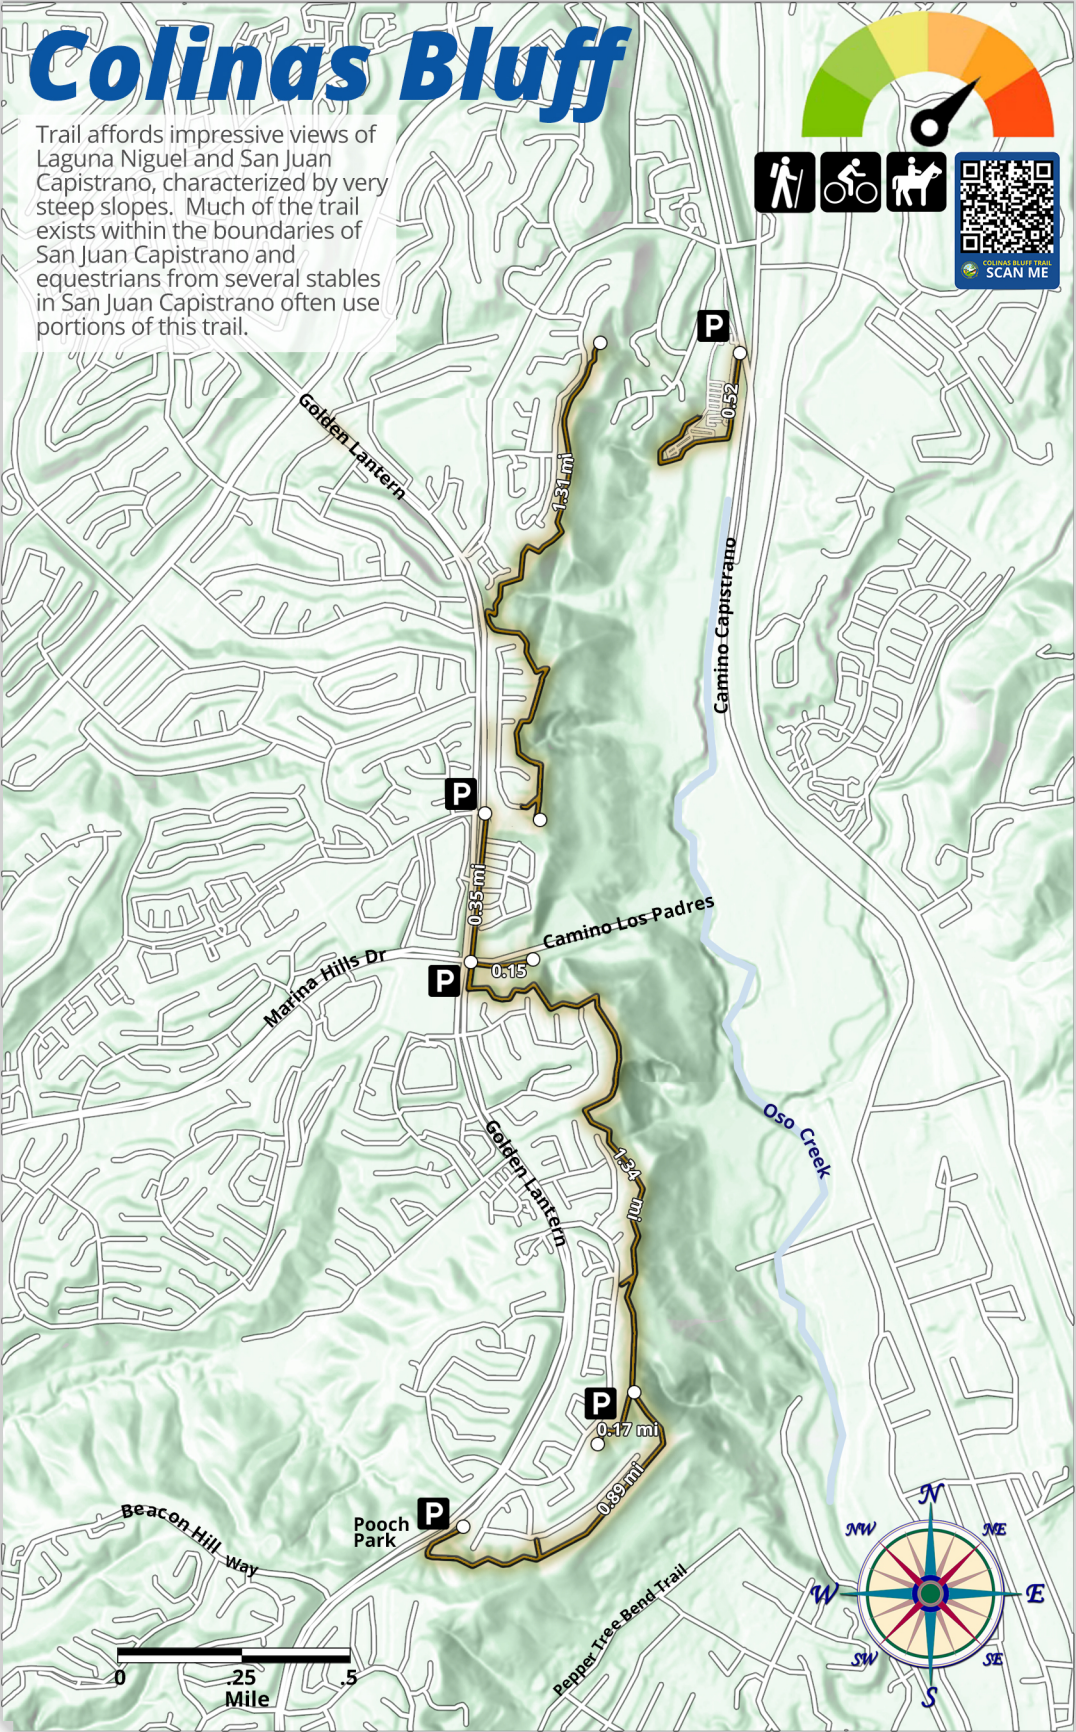 Colinas Bluff
Trail affords impressive views of
Laguna Niguel and San Juan
Capistrano, characterized by very
steep slopes.  Much of the trail
exists within the boundaries of
San Juan Capistrano and
equestrians from several stables
in San Juan Capistrano often use
portions of this trail.
COLINAS BLUFF TRAIL
SCAN ME
P
0.52
Golden Lantern
1.31 mi
Camino Capistrano
P
0.35 mi
Camino Los Padres
0.15
P
Marina Hills Dr
Oso Creek
Golden Lantern
1.34 mi
P
0.17 mi
0.89 mi
P
Pooch
Park
Beacon Hill Way
Pepper Tree Bend Trail
N
NW
NE
W
E
SW
SE
S
0
.25
.5
Mile